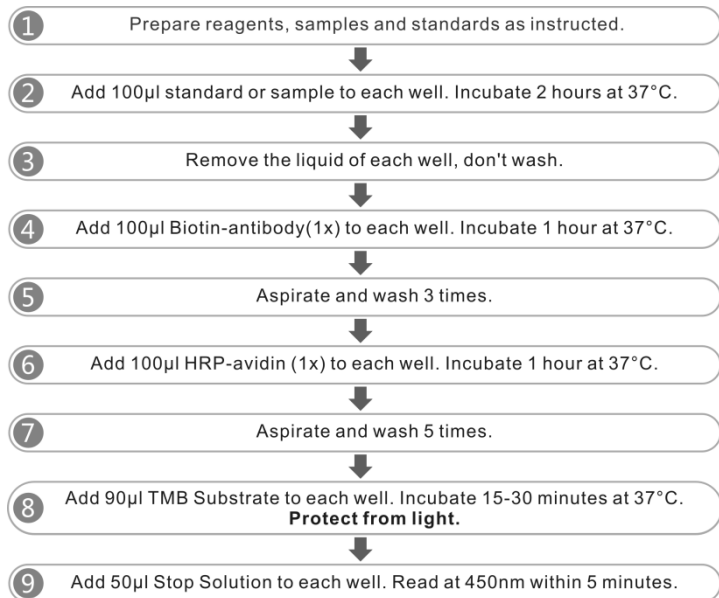 1 Prepare reagents, samples and standards as instructed.
2 Add 100μl standard or sample to each well. Incubate 2 hours at 37°C.
3 Remove the liquid of each well, don't wash.
4 Add 100μl Biotin-antibody(1x) to each well. Incubate 1 hour at 37°C.
5 Aspirate and wash 3 times.
6 Add 100μl HRP-avidin (1x) to each well. Incubate 1 hour at 37°C.
7 Aspirate and wash 5 times.
8 Add 90μl TMB Substrate to each well. Incubate 15-30 minutes at 37°C.
Protect from light.
9 Add 50μl Stop Solution to each well. Read at 450nm within 5 minutes.